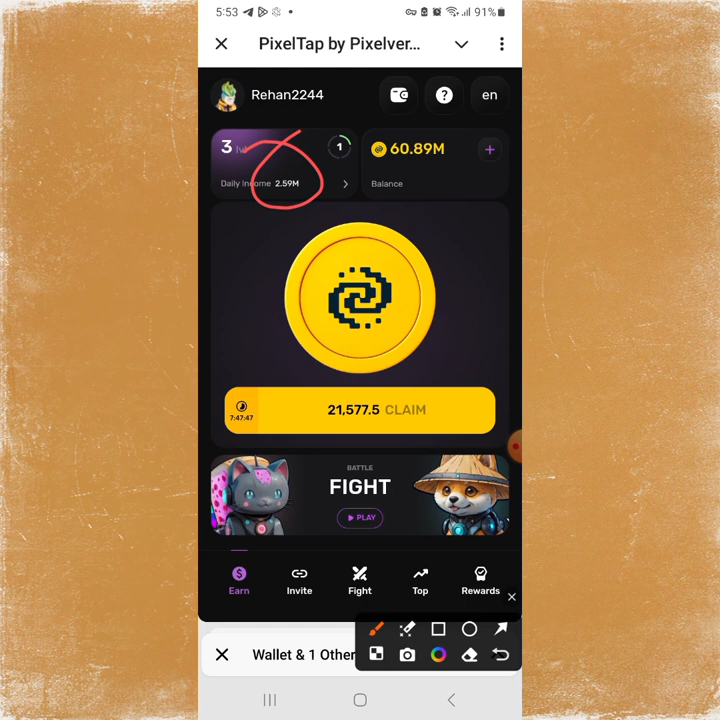 5:53
91%
PixelTap by Pixelver...
Rehan2244
en
3 lvl
1
60.89M
Daily Income 2.59M
Balance
7:47:47
21,577.5 CLAIM
BATTLE
FIGHT
PLAY
Earn
Invite
Fight
Top
Rewards
Wallet & 1 Other